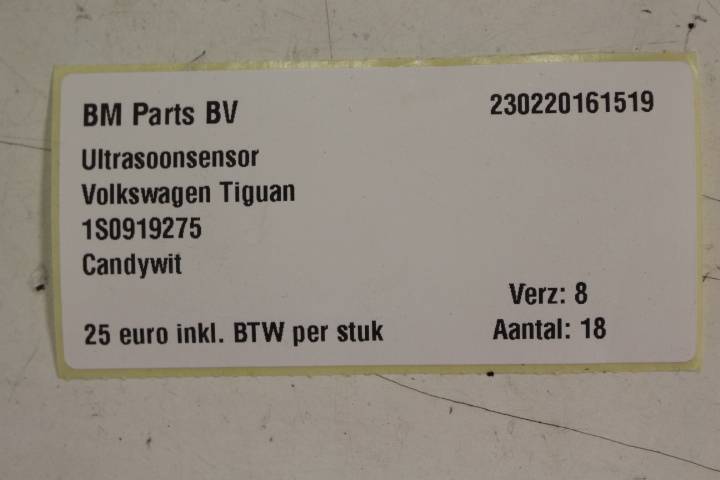 BM Parts BV 230220161519
Ultrasoonsensor
Volkswagen Tiguan
1S0919275
Candywit
Verz: 8
25 euro inkl. BTW per stuk Aantal: 18